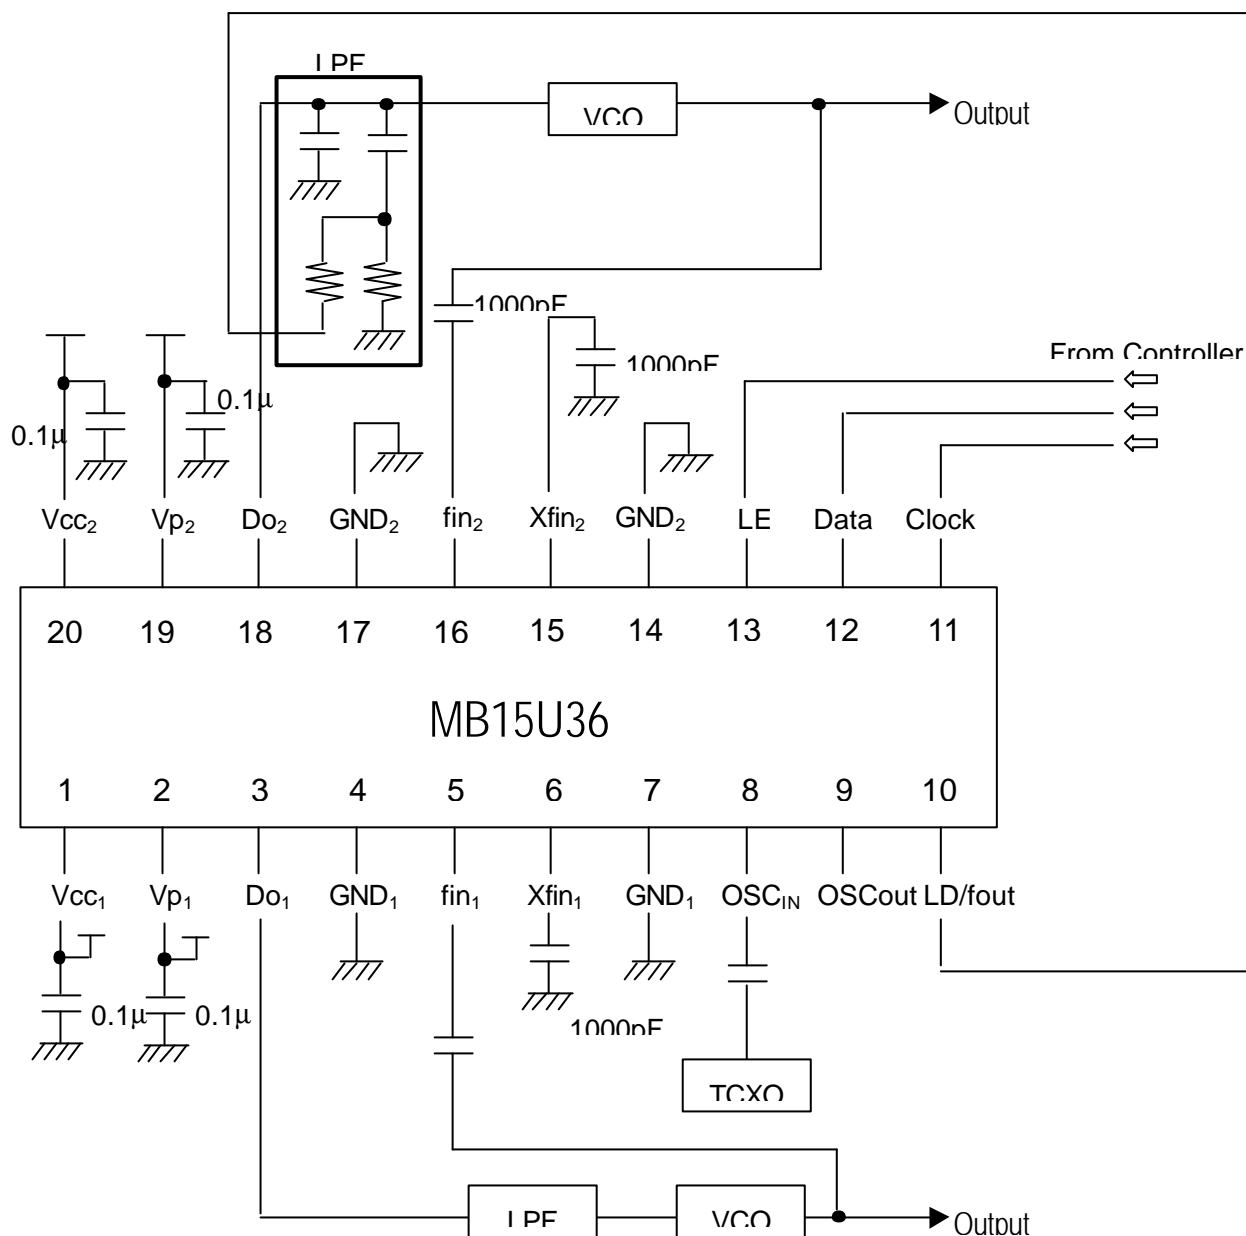 LPF
VCO
Output
1000pF
1000pF
From Controller
0.1μ
0.1μ
Vcc2 Vp2 Do2 GND2 fin2 Xfin2 GND2 LE Data Clock
20 19 18 17 16 15 14 13 12 11
MB15U36
1 2 3 4 5 6 7 8 9 10
Vcc1 Vp1 Do1 GND1 fin1 Xfin1 GND1 OSCIN OSCout LD/fout
0.1μ 0.1μ
1000pF
TCXO
LPF VCO Output